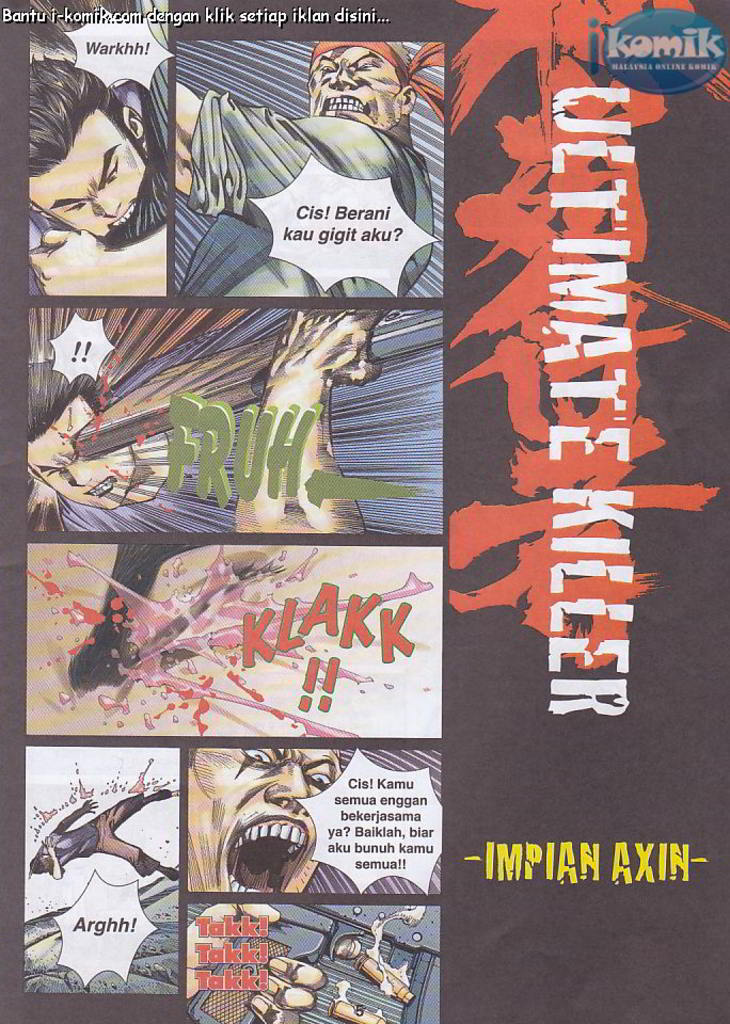 Bantu i-komik.com dengan klik setiap iklan disini...
ikomik
MALAYSIA ONLINE KOMIK
Warkhh!
Cis! Berani
kau gigit aku?
!!
FRUH
KLAKK
!!
Arghh!
Cis! Kamu
semua enggan
bekerjasama
ya? Baiklah, biar
aku bunuh kamu
semua!!
Takk!
Takk!
Takk!
5
ULTIMATE KILLER
-IMPIAN AXIN-